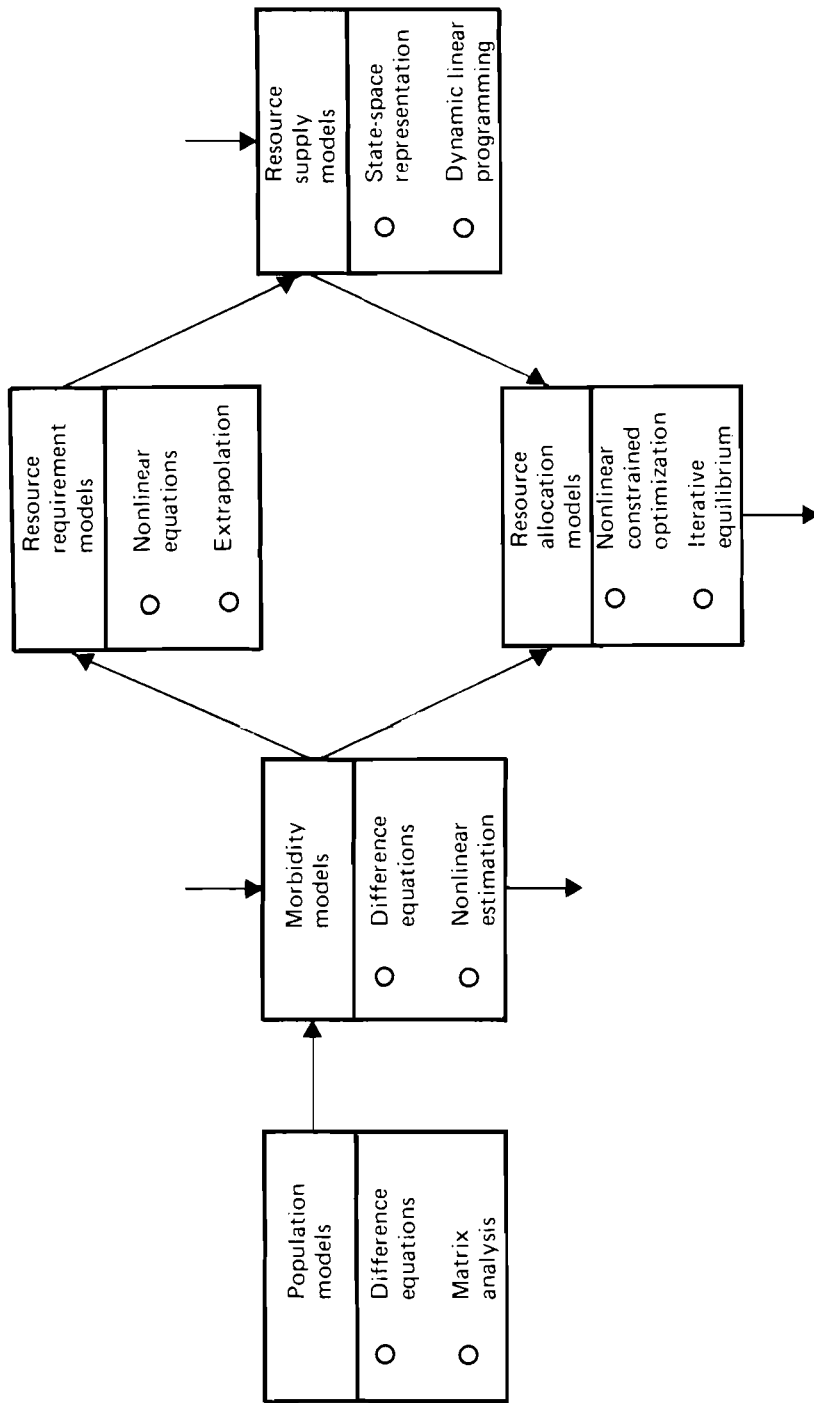 Population
models
Difference
equations
Matrix
analysis
Morbidity
models
Difference
equations
Nonlinear
estimation
Resource
requirement
models
Nonlinear
equations
Extrapolation
Resource
allocation
models
Nonlinear
constrained
optimization
Iterative
equilibrium
Resource
supply
models
State-space
representation
Dynamic linear
programming